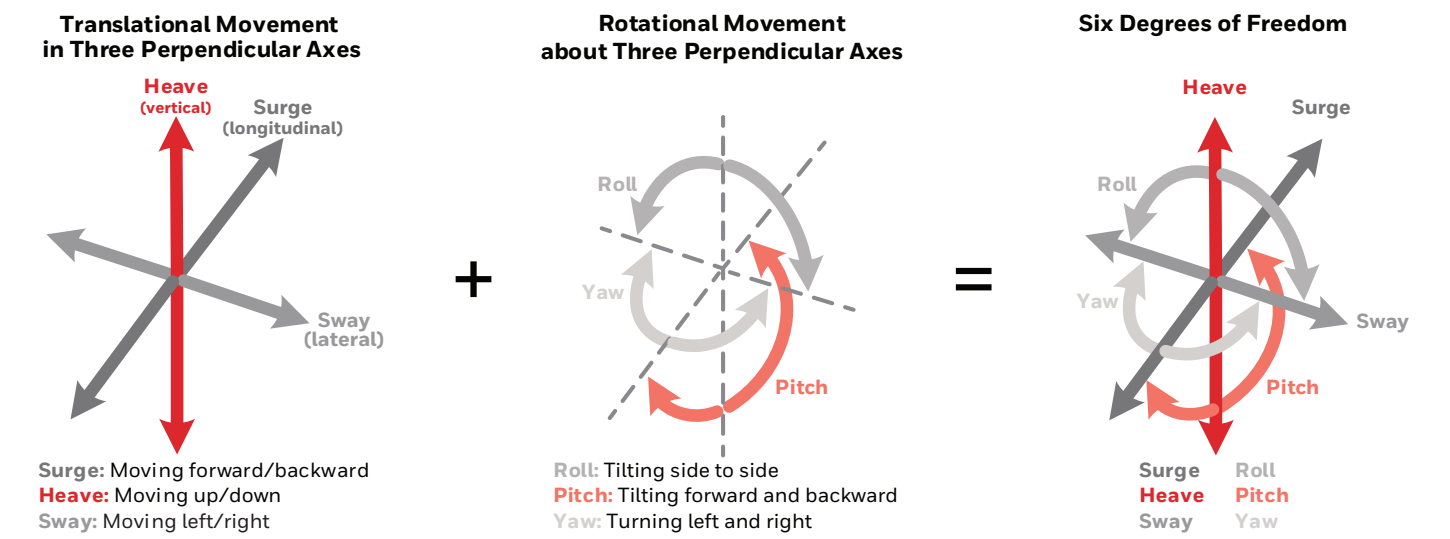 Translational Movement
in Three Perpendicular Axes
Heave
(vertical)
Surge
(longitudinal)
Sway
(lateral)
Surge: Moving forward/backward
Heave: Moving up/down
Sway: Moving left/right
+
Rotational Movement
about Three Perpendicular Axes
Roll
Yaw
Pitch
Roll: Tilting side to side
Pitch: Tilting forward and backward
Yaw: Turning left and right
=
Six Degrees of Freedom
Heave
Surge
Roll
Yaw
Sway
Pitch
Surge Roll
Heave Pitch
Sway Yaw